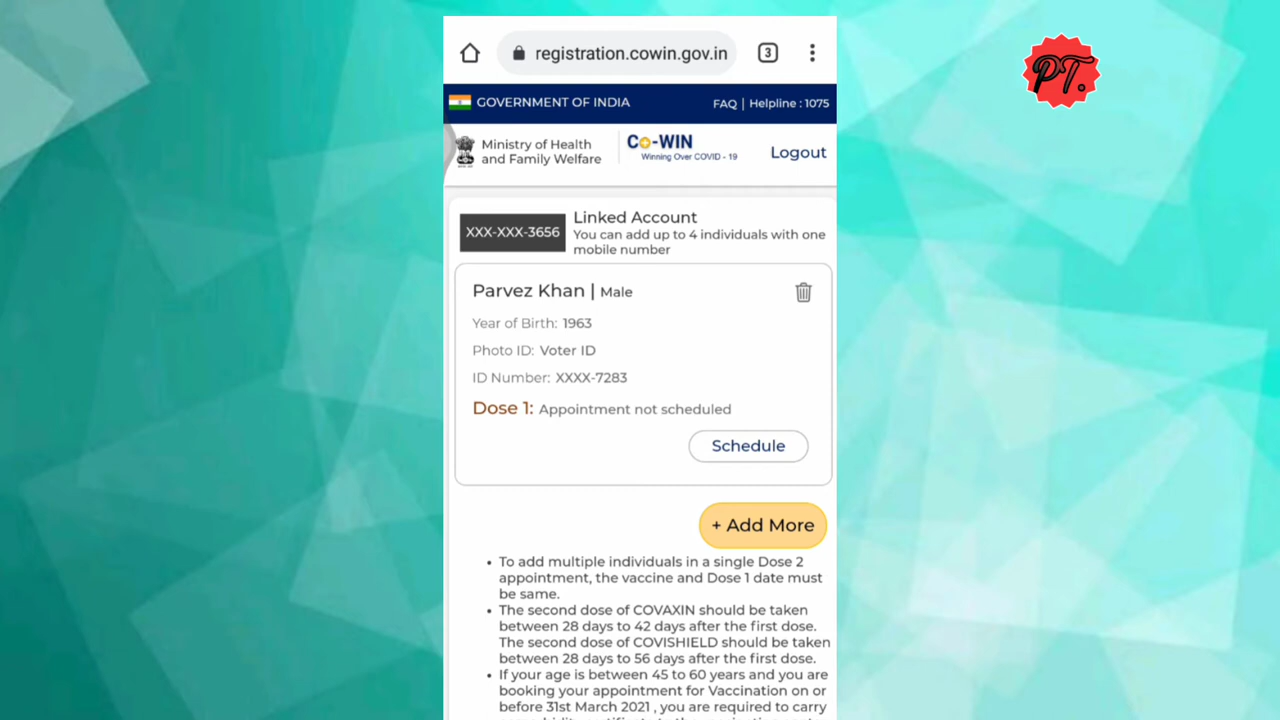 PT.
registration.cowin.gov.in
3
GOVERNMENT OF INDIA
FAQ | Helpline : 1075
Ministry of Health
and Family Welfare
CO-WIN
Winning Over COVID - 19
Logout
XXX-XXX-3656
Linked Account
You can add up to 4 individuals with one
mobile number
Parvez Khan | Male
Year of Birth: 1963
Photo ID: Voter ID
ID Number: XXXX-7283
Dose 1: Appointment not scheduled
Schedule
+ Add More
• To add multiple individuals in a single Dose 2
appointment, the vaccine and Dose 1 date must
be same.
• The second dose of COVAXIN should be taken
between 28 days to 42 days after the first dose.
The second dose of COVISHIELD should be taken
between 28 days to 56 days after the first dose.
• If your age is between 45 to 60 years and you are
booking your appointment for Vaccination on or
before 31st March 2021 , you are required to carry